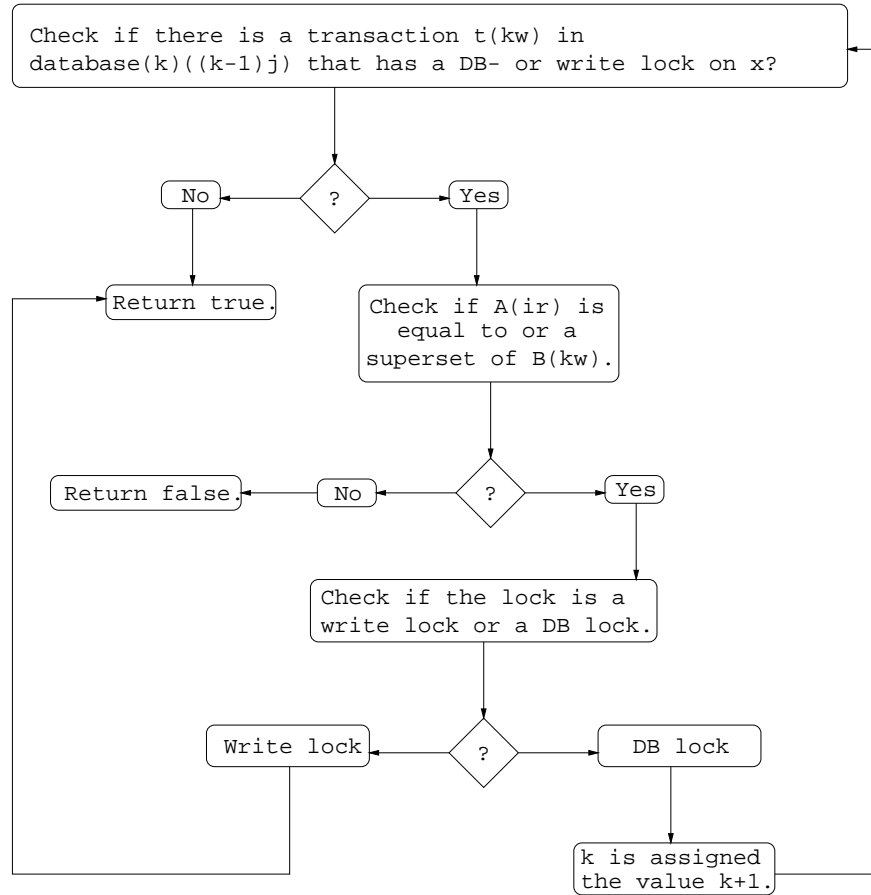 Check if there is a transaction t(kw) in
database(k)((k-1)j) that has a DB- or write lock on x?
No
?
Yes
Return true.
Check if A(ir) is
equal to or a
superset of B(kw).
Return false.
No
?
Yes
Check if the lock is a
write lock or a DB lock.
Write lock
?
DB lock
k is assigned
the value k+1.